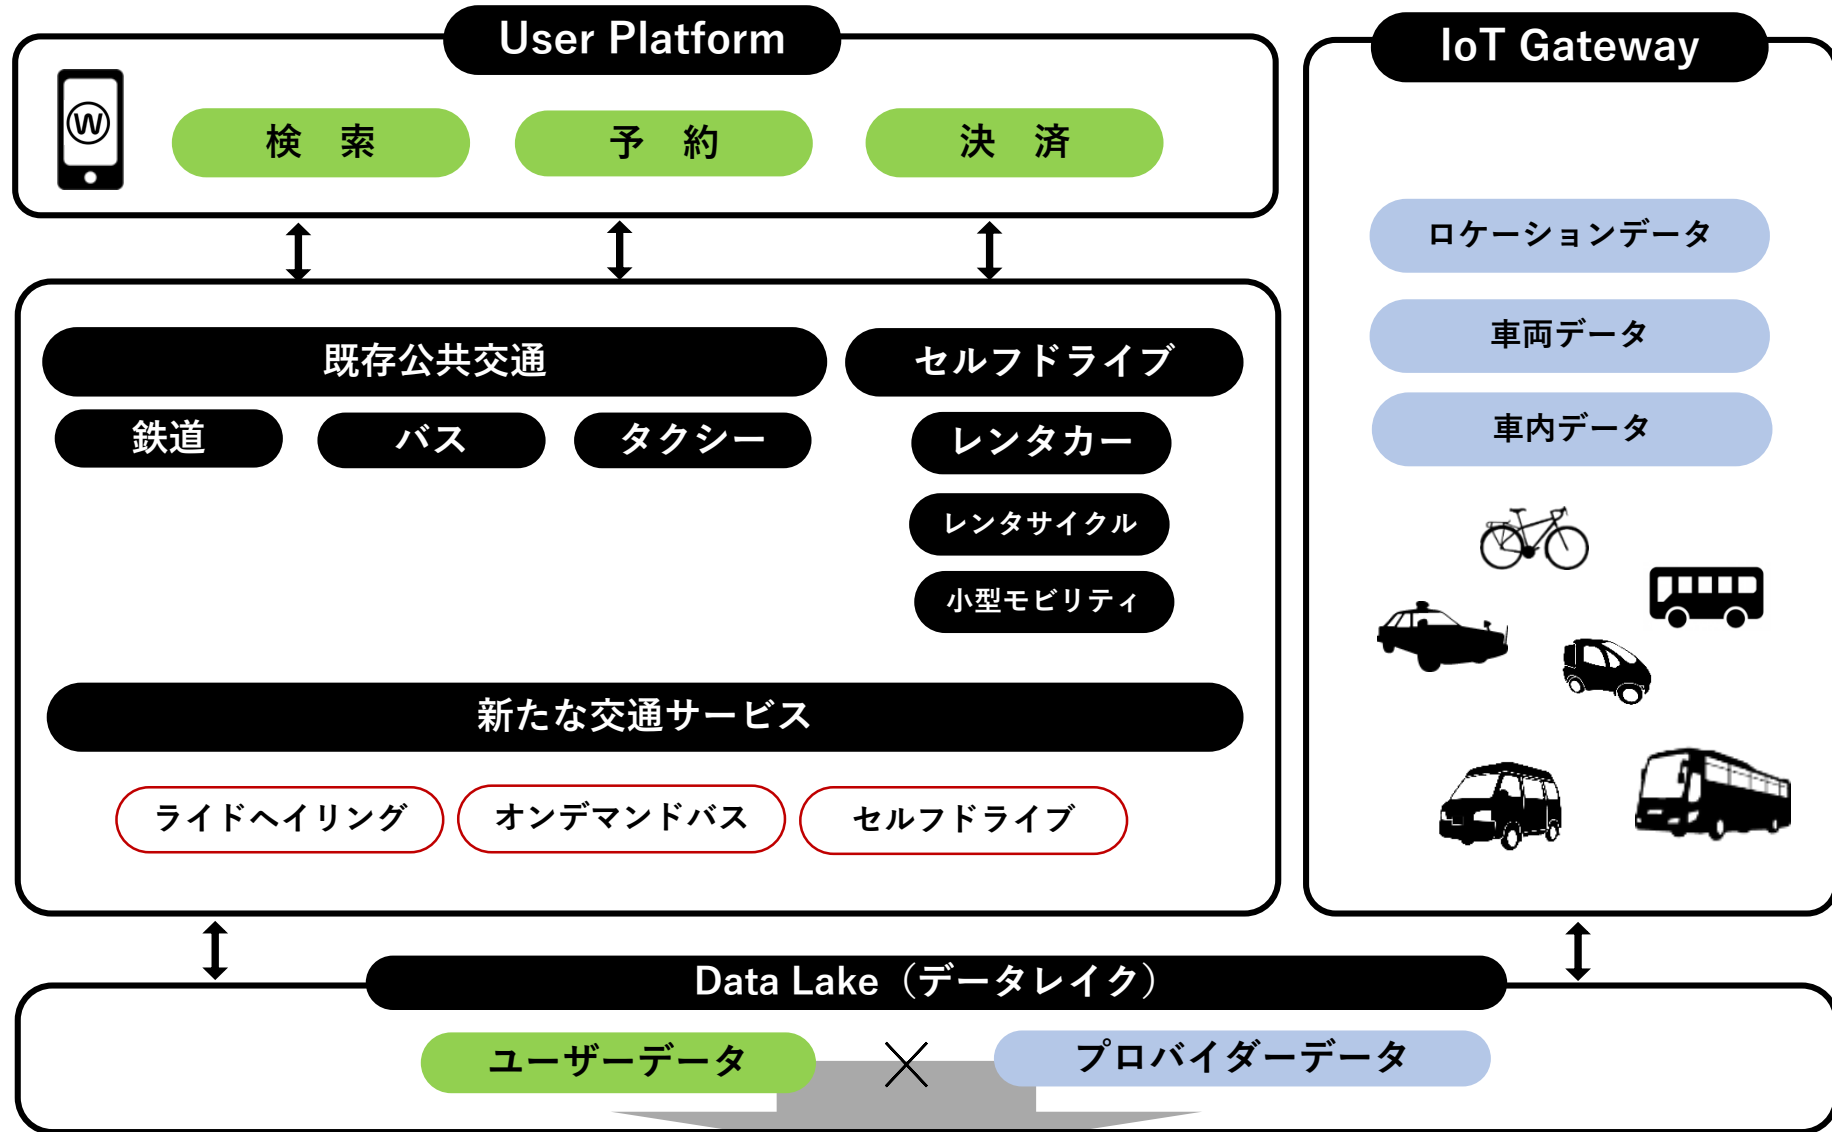 User Platform
W
検　索
予　約
決　済
既存公共交通
セルフドライブ
鉄道
バス
タクシー
レンタカー
レンタサイクル
小型モビリティ
新たな交通サービス
ライドヘイリング
オンデマンドバス
セルフドライブ
IoT Gateway
ロケーションデータ
車両データ
車内データ
Data Lake（データレイク）
ユーザーデータ
プロバイダーデータ